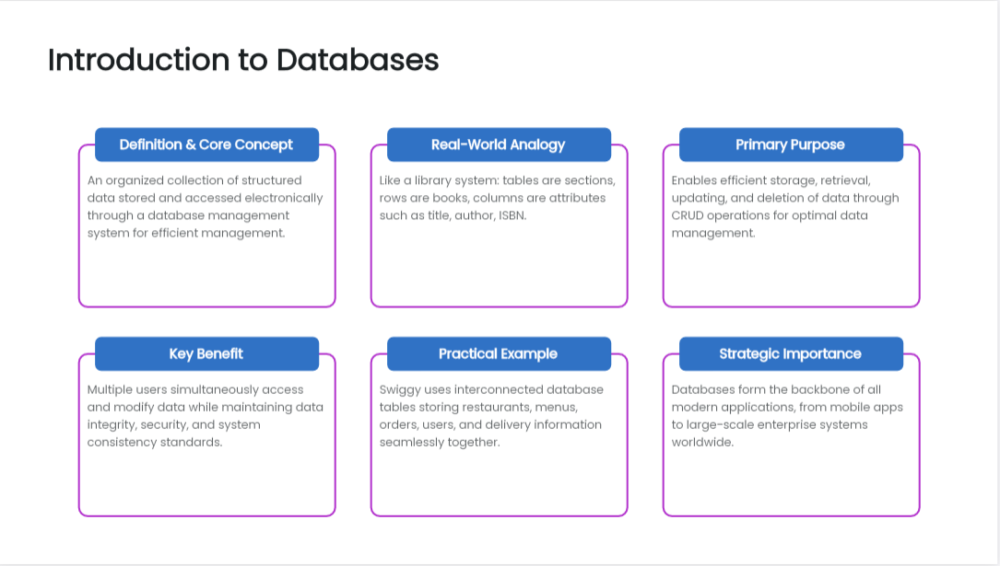 Introduction to Databases
Definition & Core Concept
An organized collection of structured
data stored and accessed electronically
through a database management
system for efficient management.
Real-World Analogy
Like a library system: tables are sections,
rows are books, columns are attributes
such as title, author, ISBN.
Primary Purpose
Enables efficient storage, retrieval,
updating, and deletion of data through
CRUD operations for optimal data
management.
Key Benefit
Multiple users simultaneously access
and modify data while maintaining data
integrity, security, and system
consistency standards.
Practical Example
Swiggy uses interconnected database
tables storing restaurants, menus,
orders, users, and delivery information
seamlessly together.
Strategic Importance
Databases form the backbone of all
modern applications, from mobile apps
to large-scale enterprise systems
worldwide.